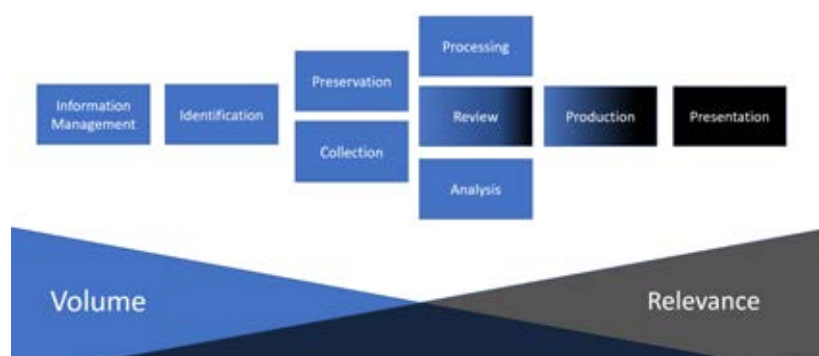 Information
Management
Identification
Preservation
Collection
Processing
Review
Analysis
Production
Presentation
Volume
Relevance